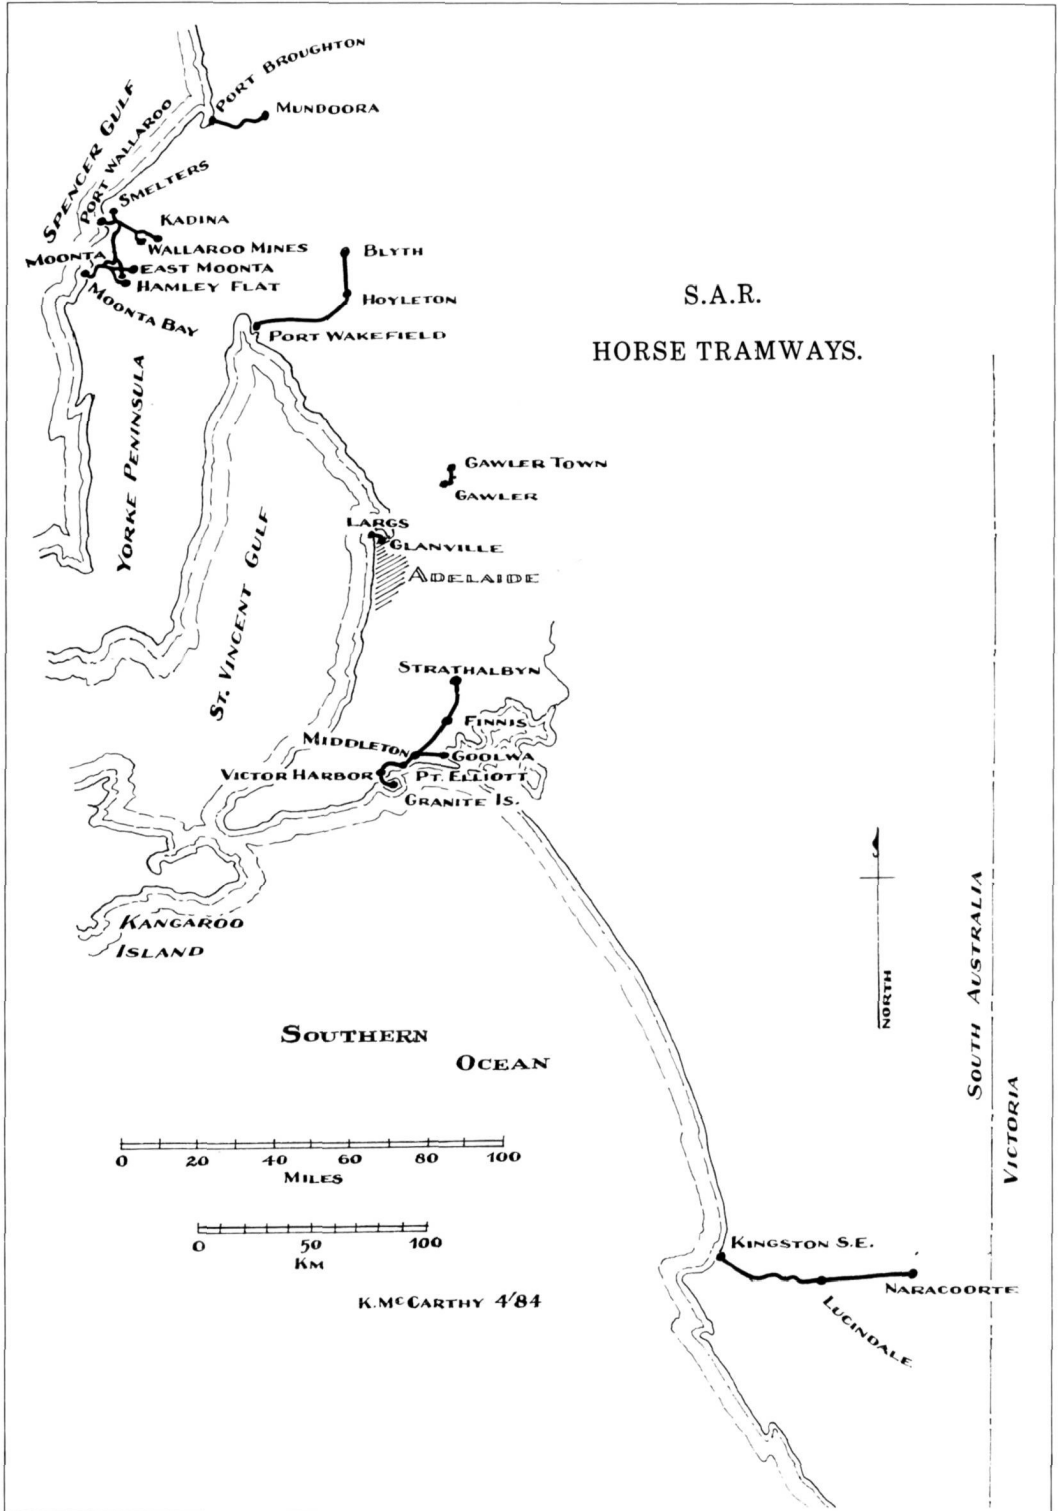 PORT BROUGHTON
MUNDOORA
SPENCER GULF
PORT WALLAROO
SMELTERS
KADINA
WALLAROO MINES
MOONTA
EAST MOONTA
HAMLEY FLAT
MOONTA BAY
BLYTH
HOYLETON
PORT WAKEFIELD
S.A.R.
HORSE TRAMWAYS.
YORKE PENINSULA
GAWLER TOWN
GAWLER
LARGS
GLANVILLE
ADELAIDE
ST. VINCENT GULF
STRATHALBYN
FINNIS
MIDDLETON
GOOLWA
VICTOR HARBOR
PT. ELLIOTT
GRANITE IS.
KANGAROO
ISLAND
NORTH
SOUTH AUSTRALIA
VICTORIA
SOUTHERN
OCEAN
0 20 40 60 80 100
MILES
0 50 100
KM
K. McCARTHY 4/84
KINGSTON S.E.
NARACOORTE
LUCINDALE